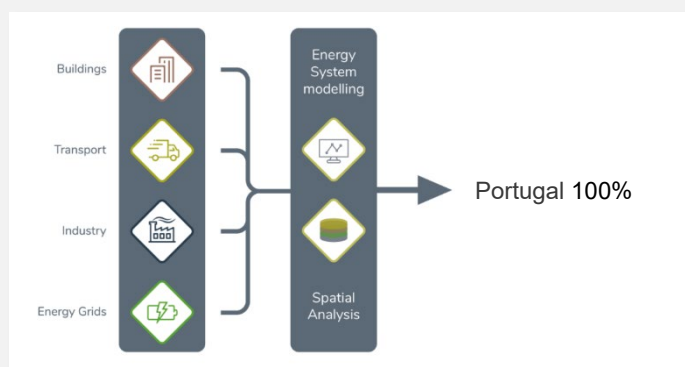 Buildings
Transport
Industry
Energy Grids
Energy
System
modelling
Spatial
Analysis
Portugal 100%